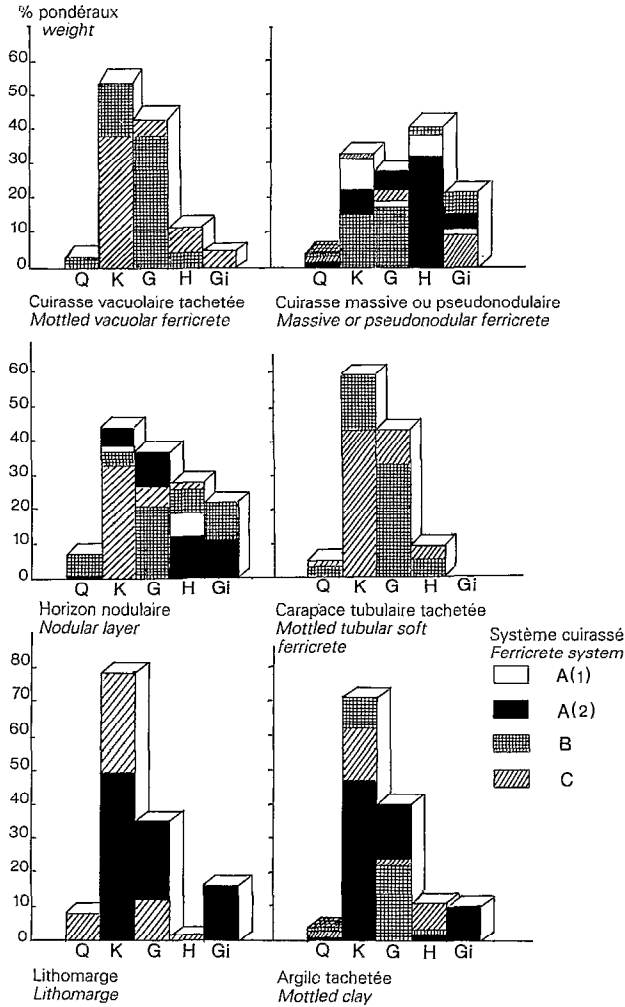 % pondéraux
weight
60
50
40
30
20
10
0
Q K G H Gi
Q K G H Gi
Cuirasse vacuolaire tachetée
Mottled vacuolar ferricrete
Cuirasse massive ou pseudonodulaire
Massive or pseudonodular ferricrete
60
50
40
30
20
10
0
Q K G H Gi
Q K G H Gi
Horizon nodulaire
Nodular layer
Carapace tubulaire tachetée
Mottled tubular soft
ferricrete
Système cuirassé
Ferricrete system
A(1)
A(2)
B
C
80
70
60
50
40
30
20
10
0
Q K G H Gi
Q K G H Gi
Lithomarge
Lithomarge
Argile tachetée
Mottled clay